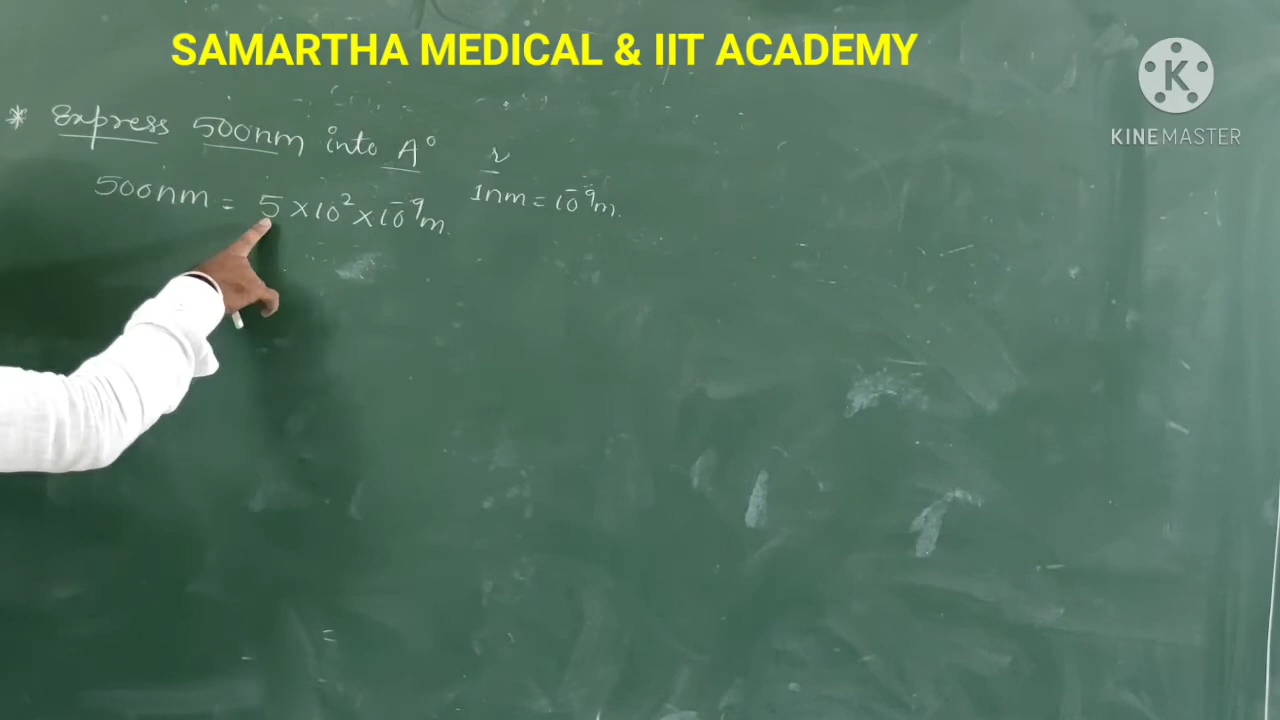 SAMARTHA MEDICAL & IIT ACADEMY
K
KINEMASTER
* Express 500nm into A°
500nm = 5 × 10² × 10⁻⁹m.
1nm = 10⁻⁹m.